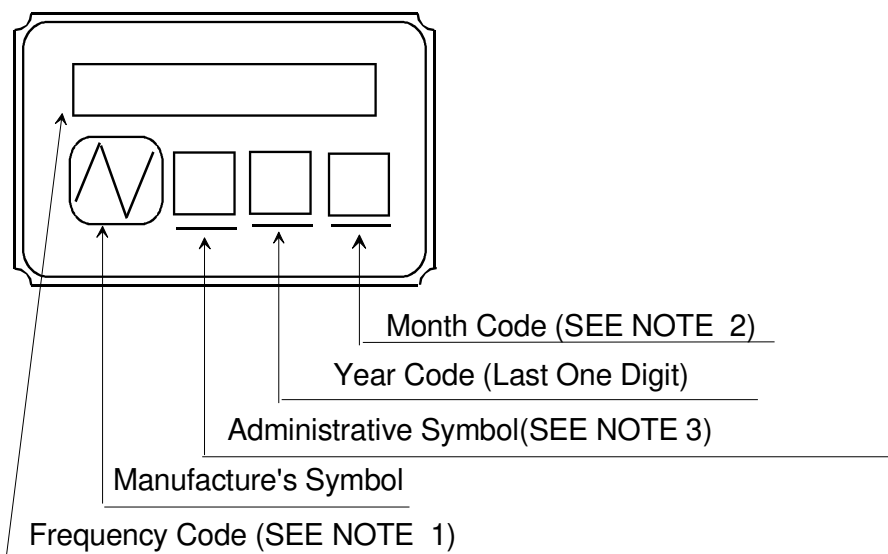 Month Code (SEE NOTE 2)
Year Code (Last One Digit)
Administrative Symbol(SEE NOTE 3)
Manufacture's Symbol
Frequency Code (SEE NOTE 1)